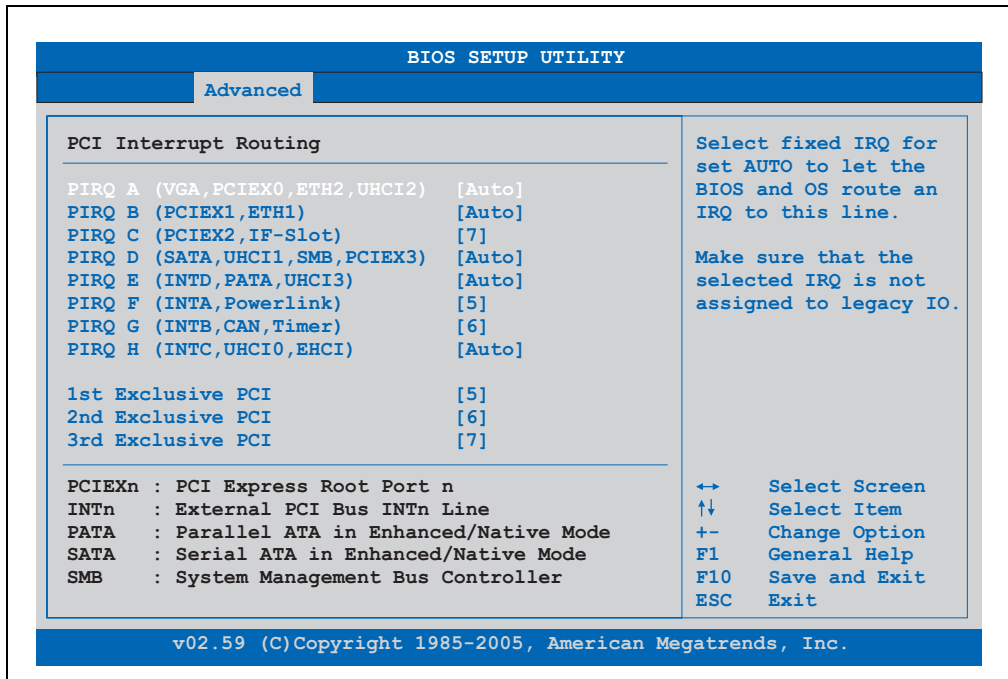 BIOS SETUP UTILITY
Advanced
PCI Interrupt Routing
PIRQ A (VGA,PCIEX0,ETH2,UHCI2) [Auto]
PIRQ B (PCIEX1,ETH1) [Auto]
PIRQ C (PCIEX2,IF-Slot) [7]
PIRQ D (SATA,UHCI1,SMB,PCIEX3) [Auto]
PIRQ E (INTD,PATA,UHCI3) [Auto]
PIRQ F (INTA,Powerlink) [5]
PIRQ G (INTB,CAN,Timer) [6]
PIRQ H (INTC,UHCI0,EHCI) [Auto]
1st Exclusive PCI [5]
2nd Exclusive PCI [6]
3rd Exclusive PCI [7]
PCIEXn : PCI Express Root Port n
INTn : External PCI Bus INTn Line
PATA : Parallel ATA in Enhanced/Native Mode
SATA : Serial ATA in Enhanced/Native Mode
SMB : System Management Bus Controller
Select fixed IRQ for
set AUTO to let the
BIOS and OS route an
IRQ to this line.
Make sure that the
selected IRQ is not
assigned to legacy IO.
↔ Select Screen
↑↓ Select Item
+- Change Option
F1 General Help
F10 Save and Exit
ESC Exit
v02.59 (C)Copyright 1985-2005, American Megatrends, Inc.